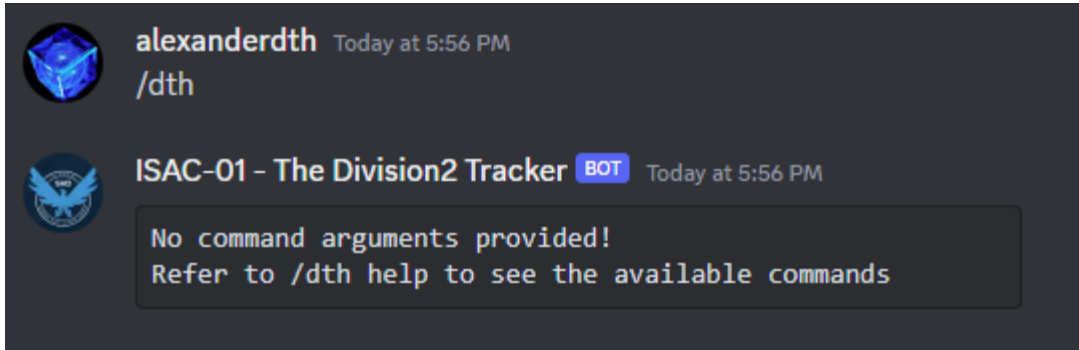 alexanderdth Today at 5:56 PM
/dth
ISAC-01 - The Division2 Tracker BOT Today at 5:56 PM
No command arguments provided!
Refer to /dth help to see the available commands